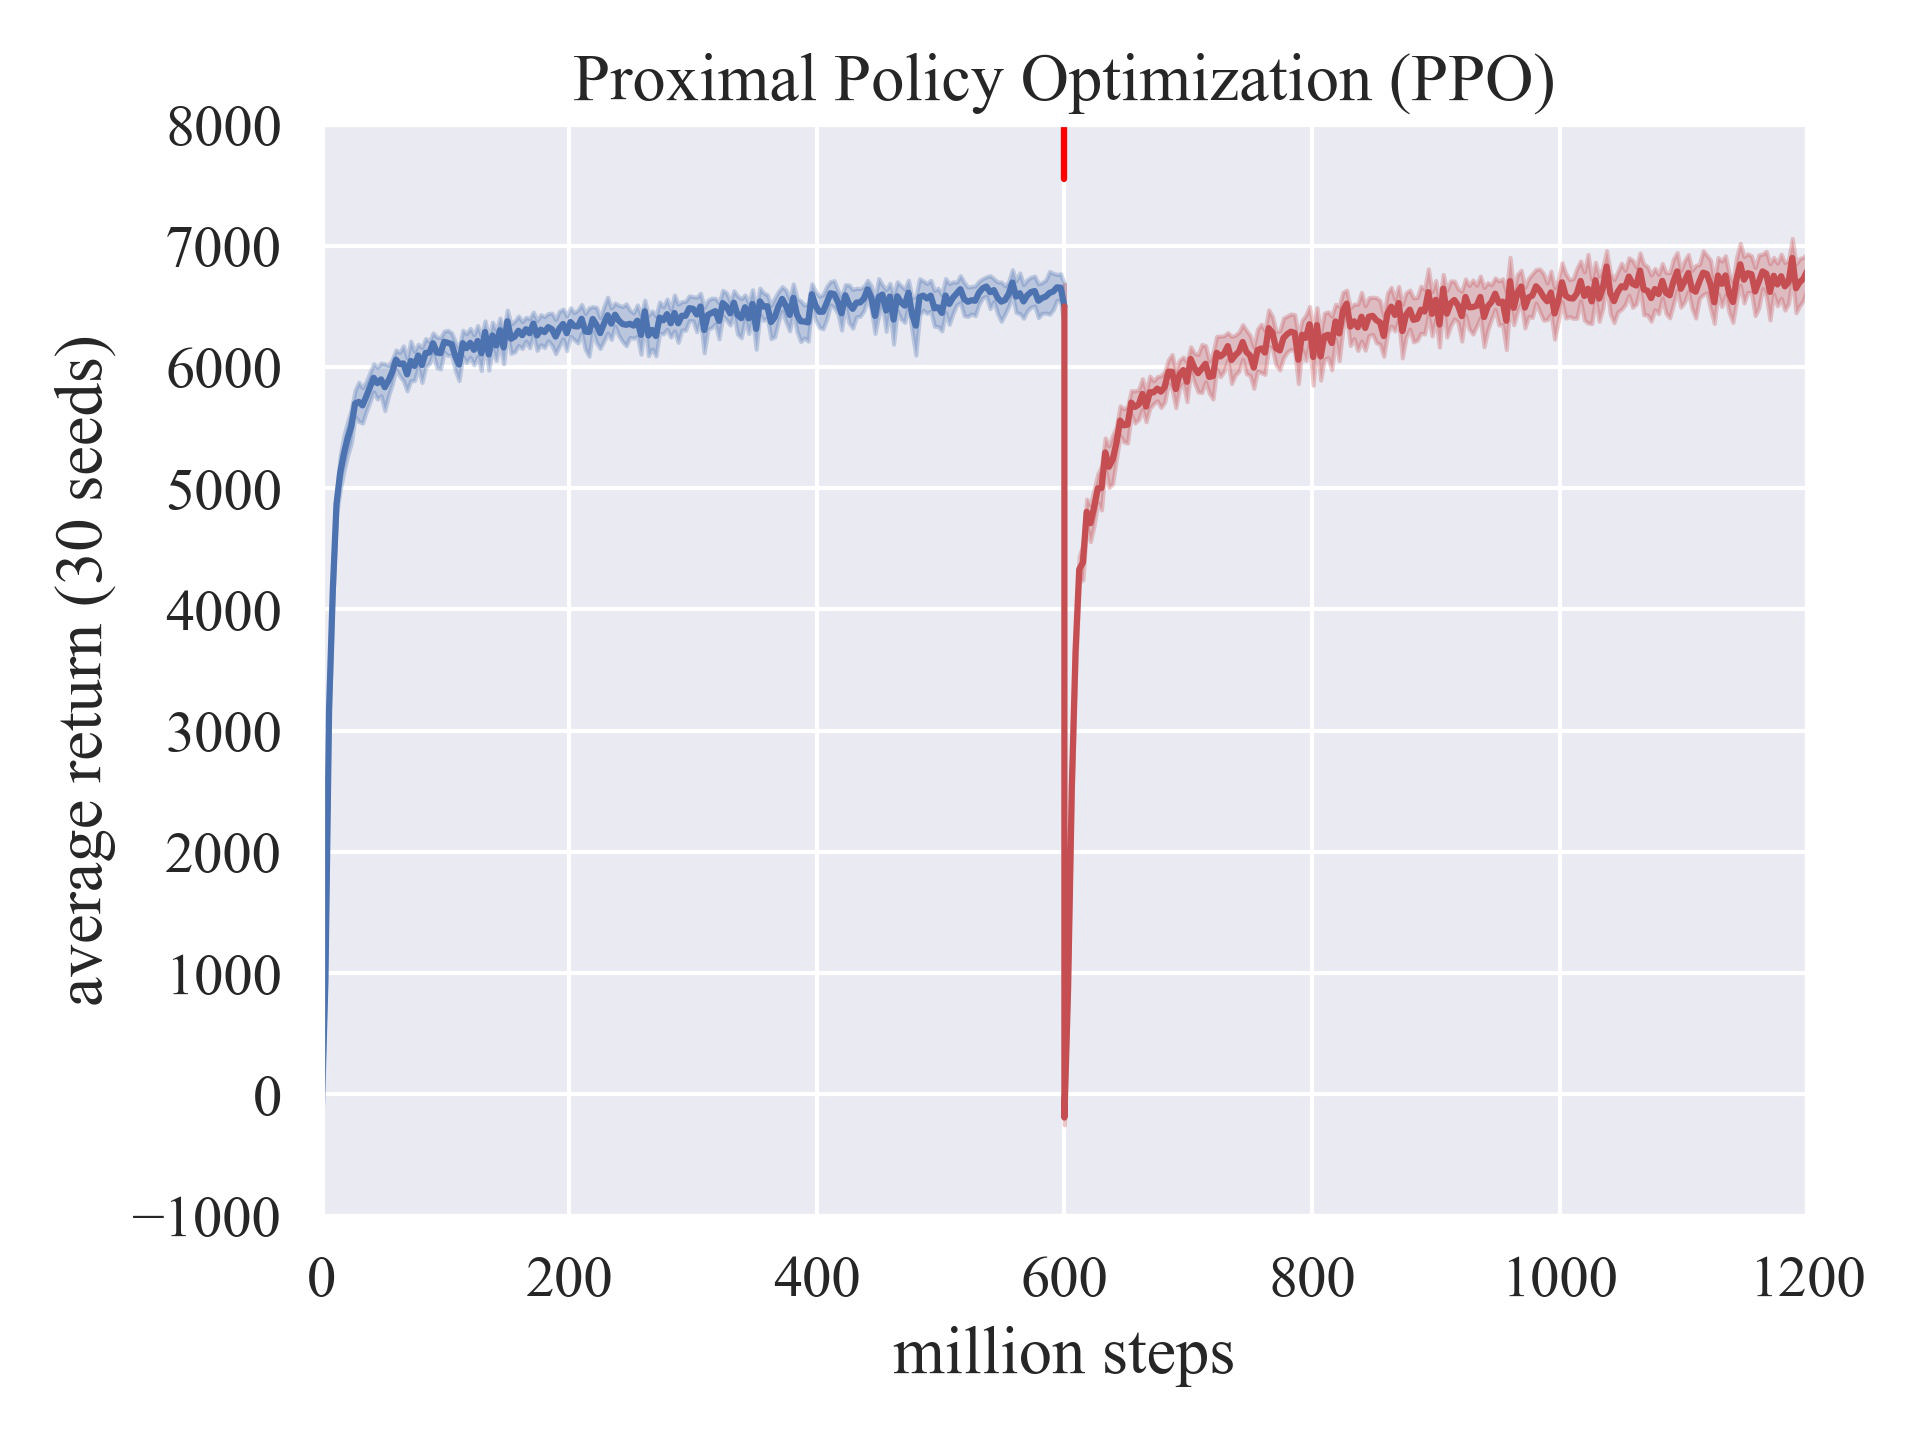 Proximal Policy Optimization (PPO)
8000
7000
6000
5000
4000
3000
2000
1000
0
−1000
average return (30 seeds)
0 200 400 600 800 1000 1200
million steps